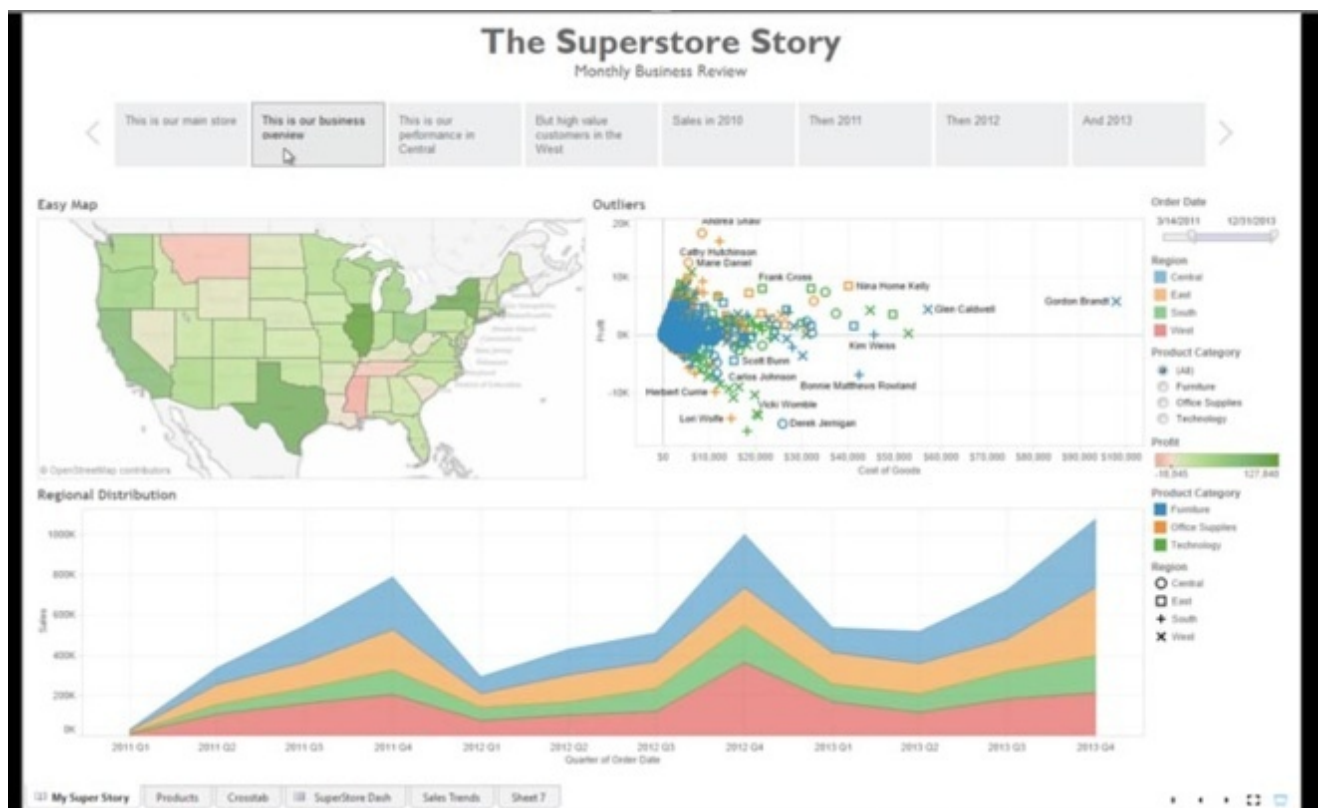 The Superstore Story
Monthly Business Review
This is our main store
This is our business
overview
This is our
performance in
Central
But high value
customers in the
West
Sales in 2010
Then 2011
Then 2012
And 2013
Easy Map
© OpenStreetMap contributors
Outliers
20K
10K
0K
-10K
Profit
Andrea Shaw
Cathy Hutchinson
Marie Daniel
Frank Cross
Nina Horne Kelly
Glen Caldwell
Gordon Brandt
Kim Weiss
Scott Bunn
Carlos Johnson
Bonnie Matthews Rowland
Herbert Currie
Vicki Womble
Lori Wolfe
Derek Jernigan
$0
$10,000
$20,000
$30,000
$40,000
$50,000
$60,000
$70,000
$80,000
$90,000
$100,000
Cost of Goods
Order Date
3/14/2011
12/31/2013
Region
Central
East
South
West
Product Category
(All)
Furniture
Office Supplies
Technology
Profit
127,840
Product Category
Furniture
Office Supplies
Technology
Region
Central
East
South
West
Regional Distribution
1000K
800K
600K
400K
200K
0K
Sales
2011 Q1
2011 Q2
2011 Q3
2011 Q4
2012 Q1
2012 Q2
2012 Q3
2012 Q4
2013 Q1
2013 Q2
2013 Q3
2013 Q4
Quarter of Order Date
My Super Story
Products
Crosstab
SuperStore Dash
Sales Trends
Sheet 7